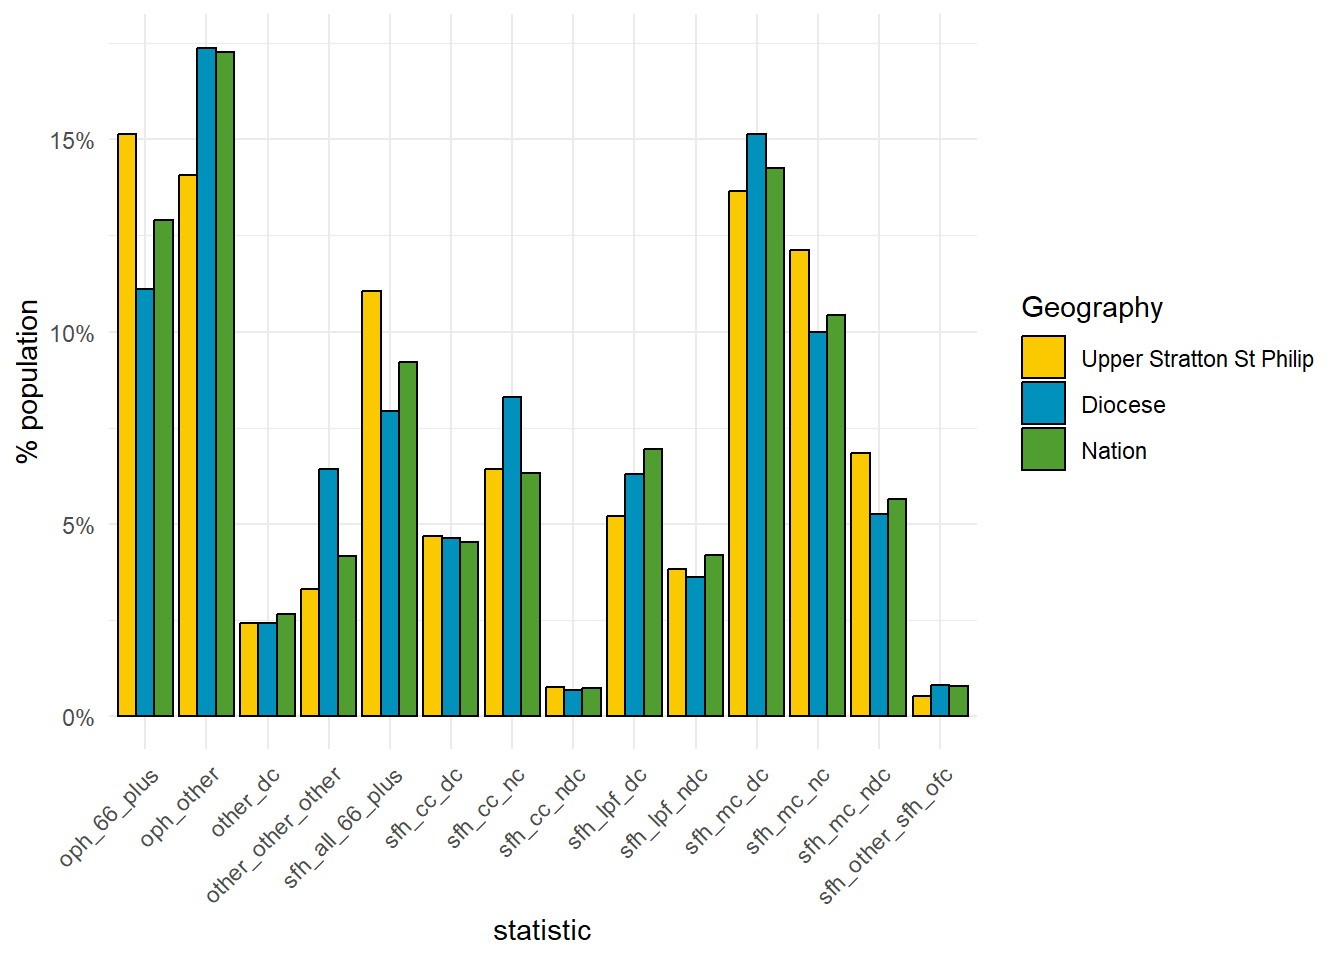 15%
10%
5%
0%
% population
oph_66_plus
oph_other
other_dc
other_other_other
sfh_all_66_plus
sfh_cc_dc
sfh_cc_nc
sfh_cc_ndc
sfh_lpf_dc
sfh_lpf_ndc
sfh_mc_dc
sfh_mc_nc
sfh_mc_ndc
sfh_other_sfh_ofc
statistic
Geography
Upper Stratton St Philip
Diocese
Nation